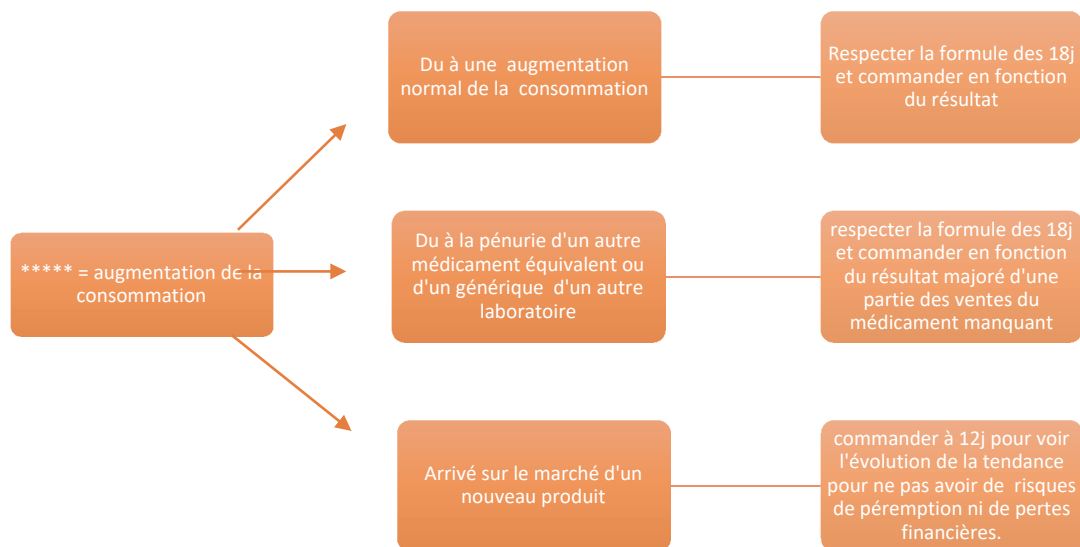 Du à une augmentation
normal de la consommation
Respecter la formule des 18j
et commander en fonction
du résultat
***** = augmentation de la
consommation
Du à la pénurie d'un autre
médicament équivalent ou
d'un générique d'un autre
laboratoire
respecter la formule des 18j
et commander en fonction
du résultat majoré d'une
partie des ventes du
médicament manquant
Arrivé sur le marché d'un
nouveau produit
commander à 12j pour voir
l'évolution de la tendance
pour ne pas avoir de risques
de péremption ni de pertes
financières.